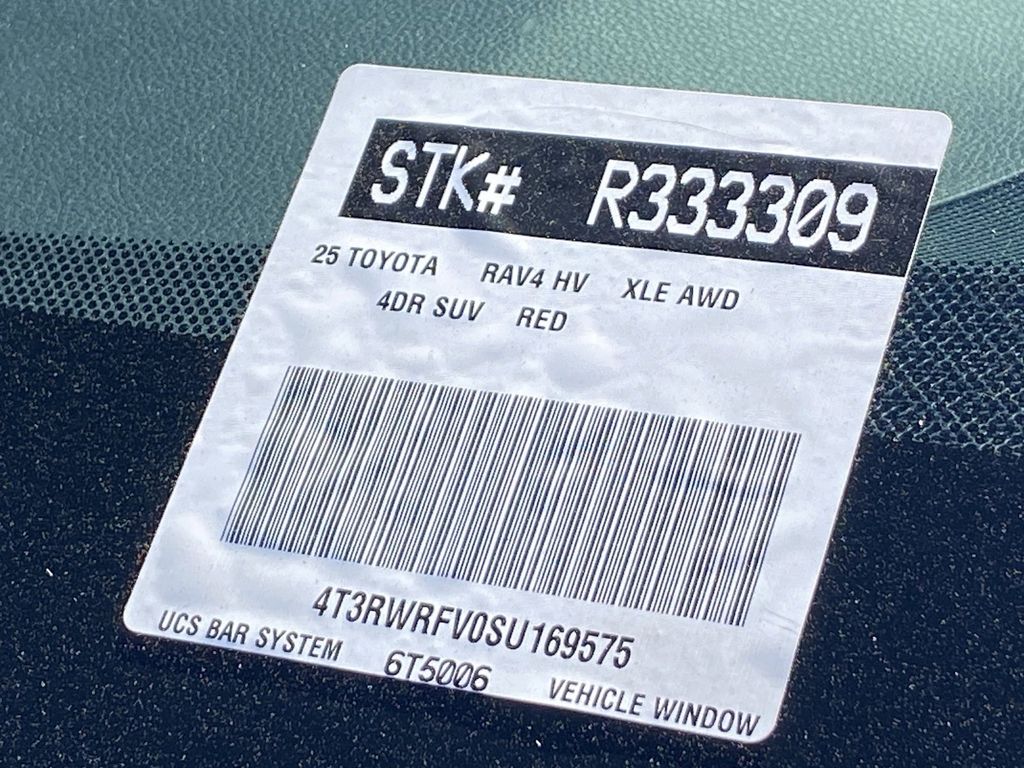 STK# R333309
25 TOYOTA RAV4 HV XLE AWD
4DR SUV RED
4T3RWRFV0SU169575
UCS BAR SYSTEM 6T5006 VEHICLE WINDOW